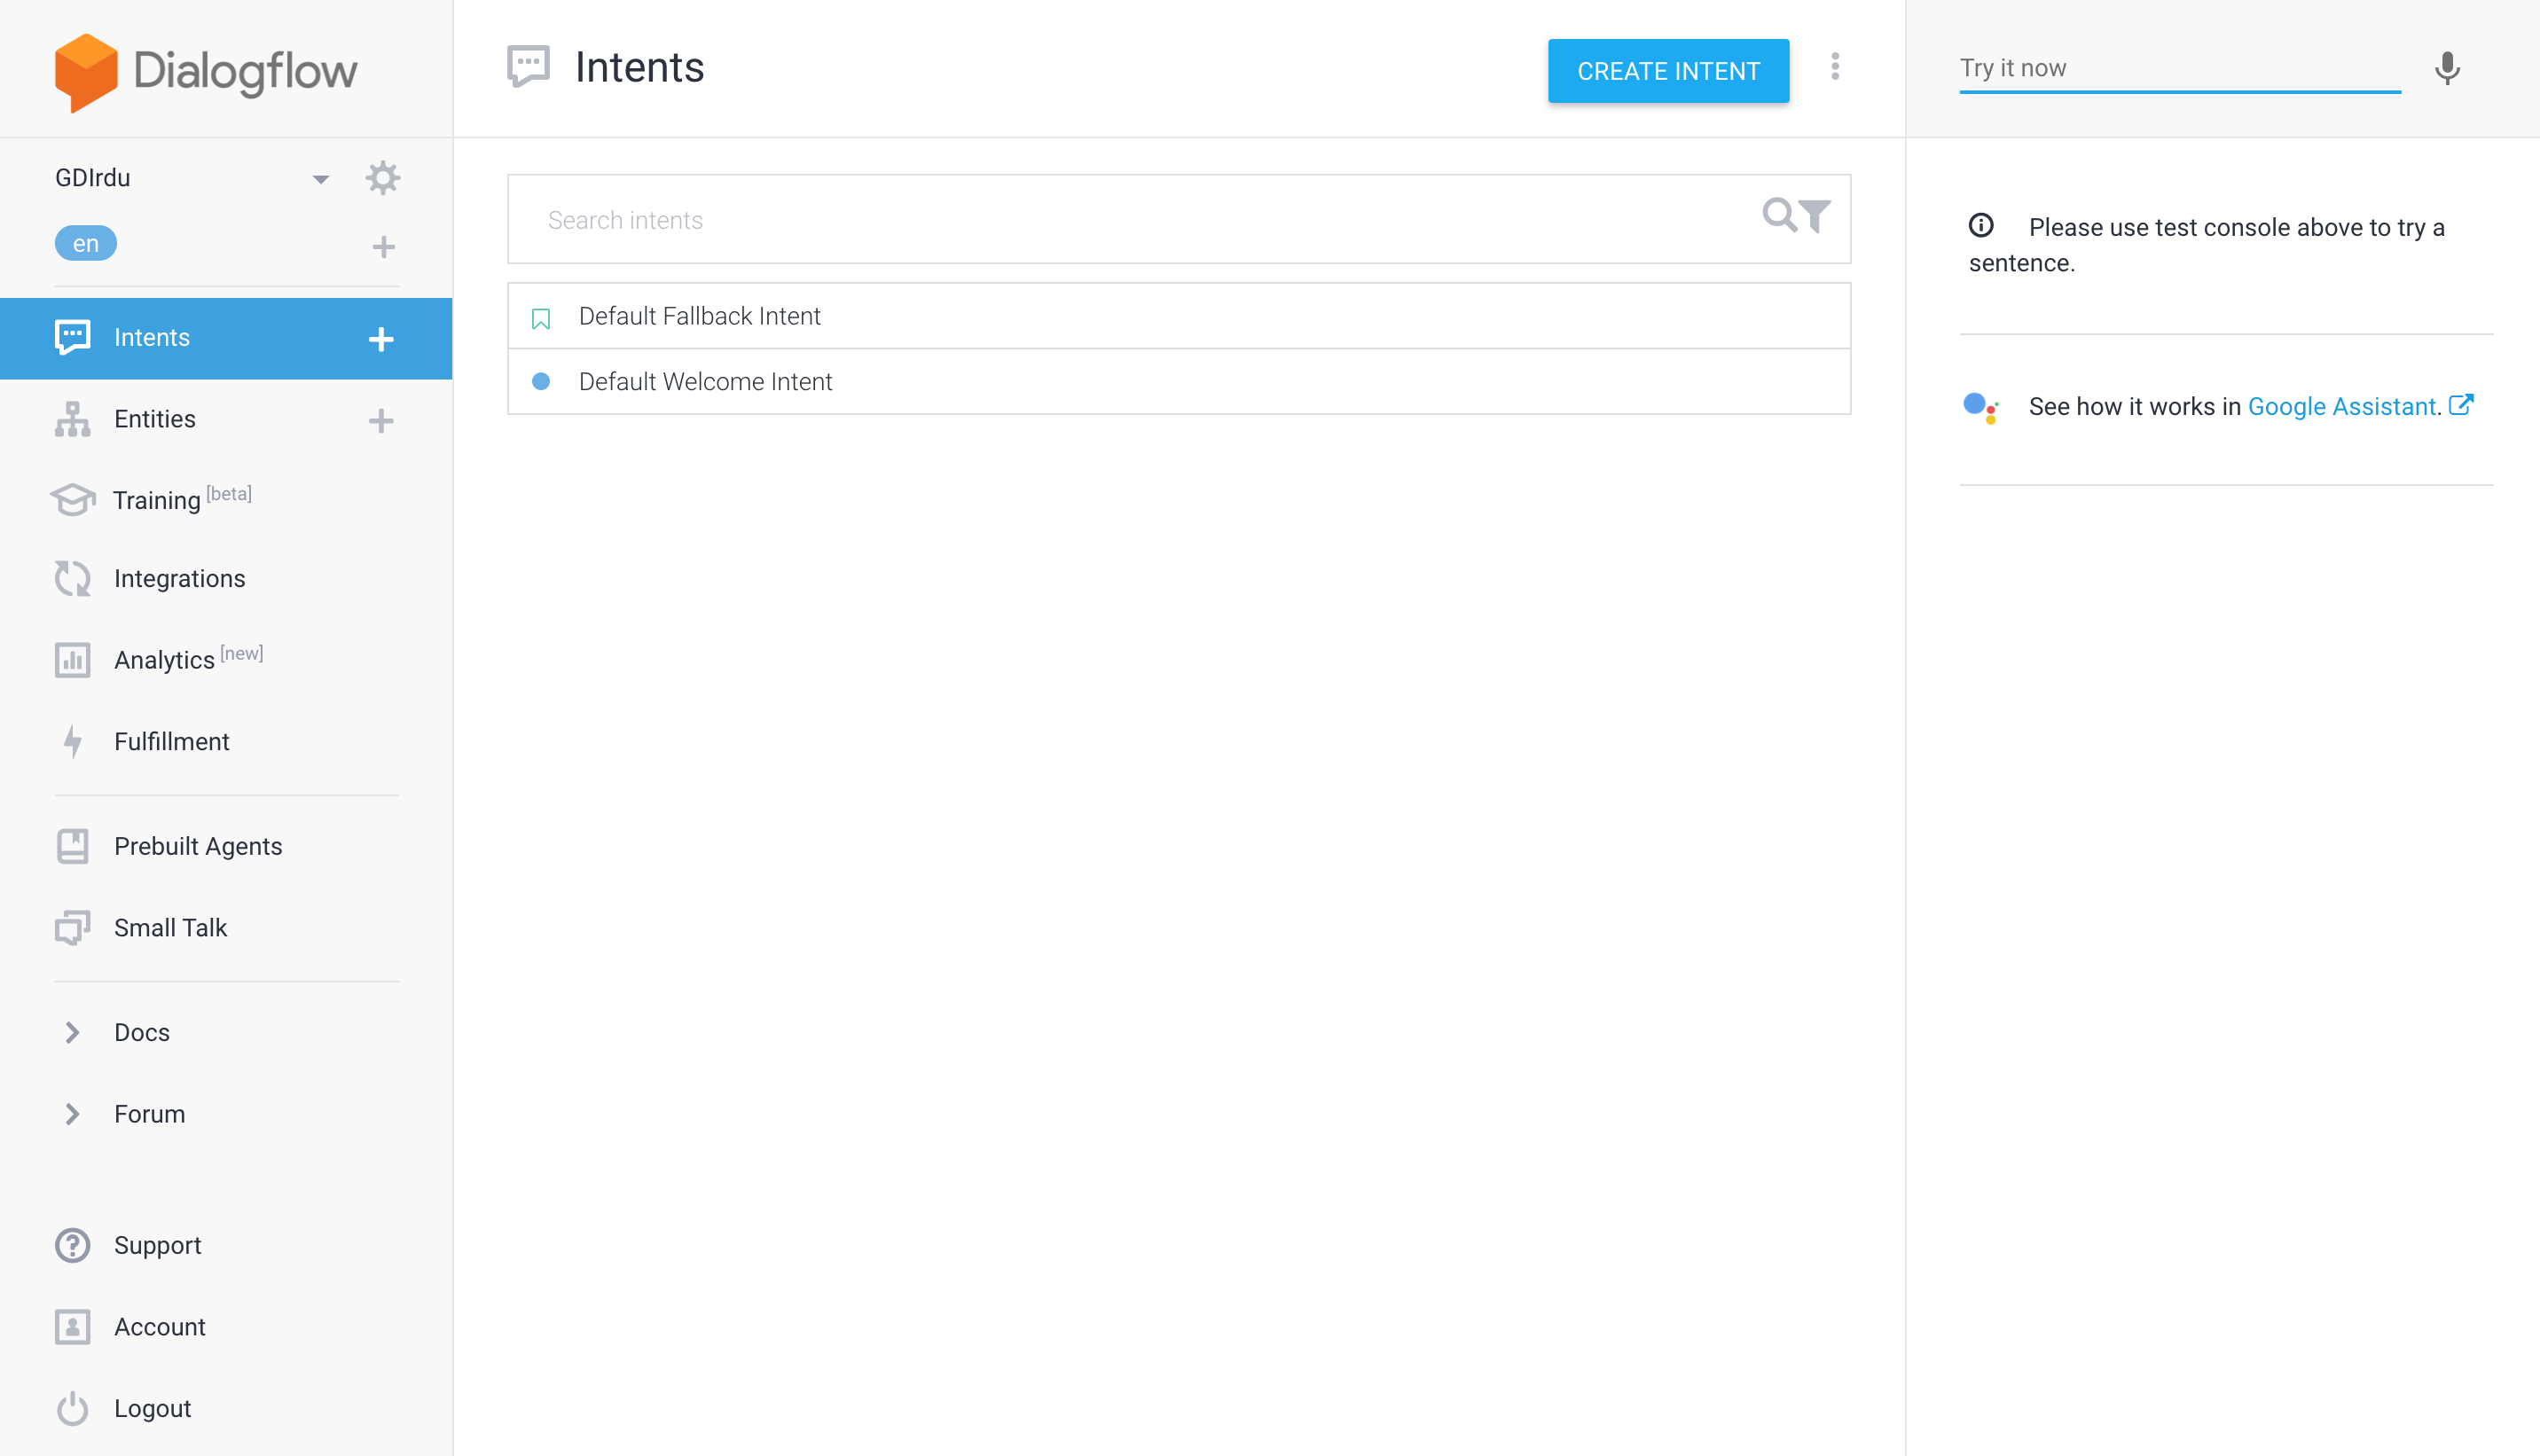 Dialogflow
GDIrdu
en
Intents
Entities
Training [beta]
Integrations
Analytics [new]
Fulfillment
Prebuilt Agents
Small Talk
Docs
Forum
Support
Account
Logout
Intents
CREATE INTENT
Search intents
Default Fallback Intent
Default Welcome Intent
Try it now
Please use test console above to try a
sentence.
See how it works in Google Assistant.